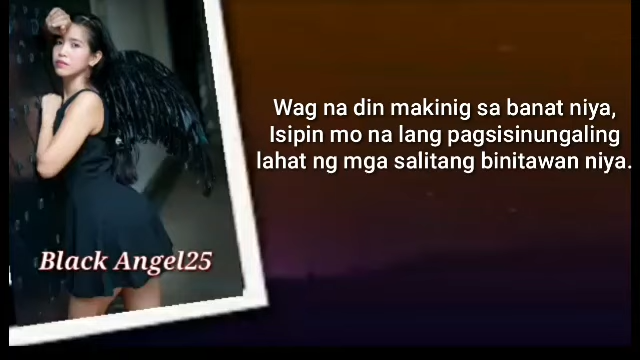 Wag na din makinig sa banat niya,
Isipin mo na lang pagsisinungaling
lahat ng mga salitang binitawan niya.
Black Angel25